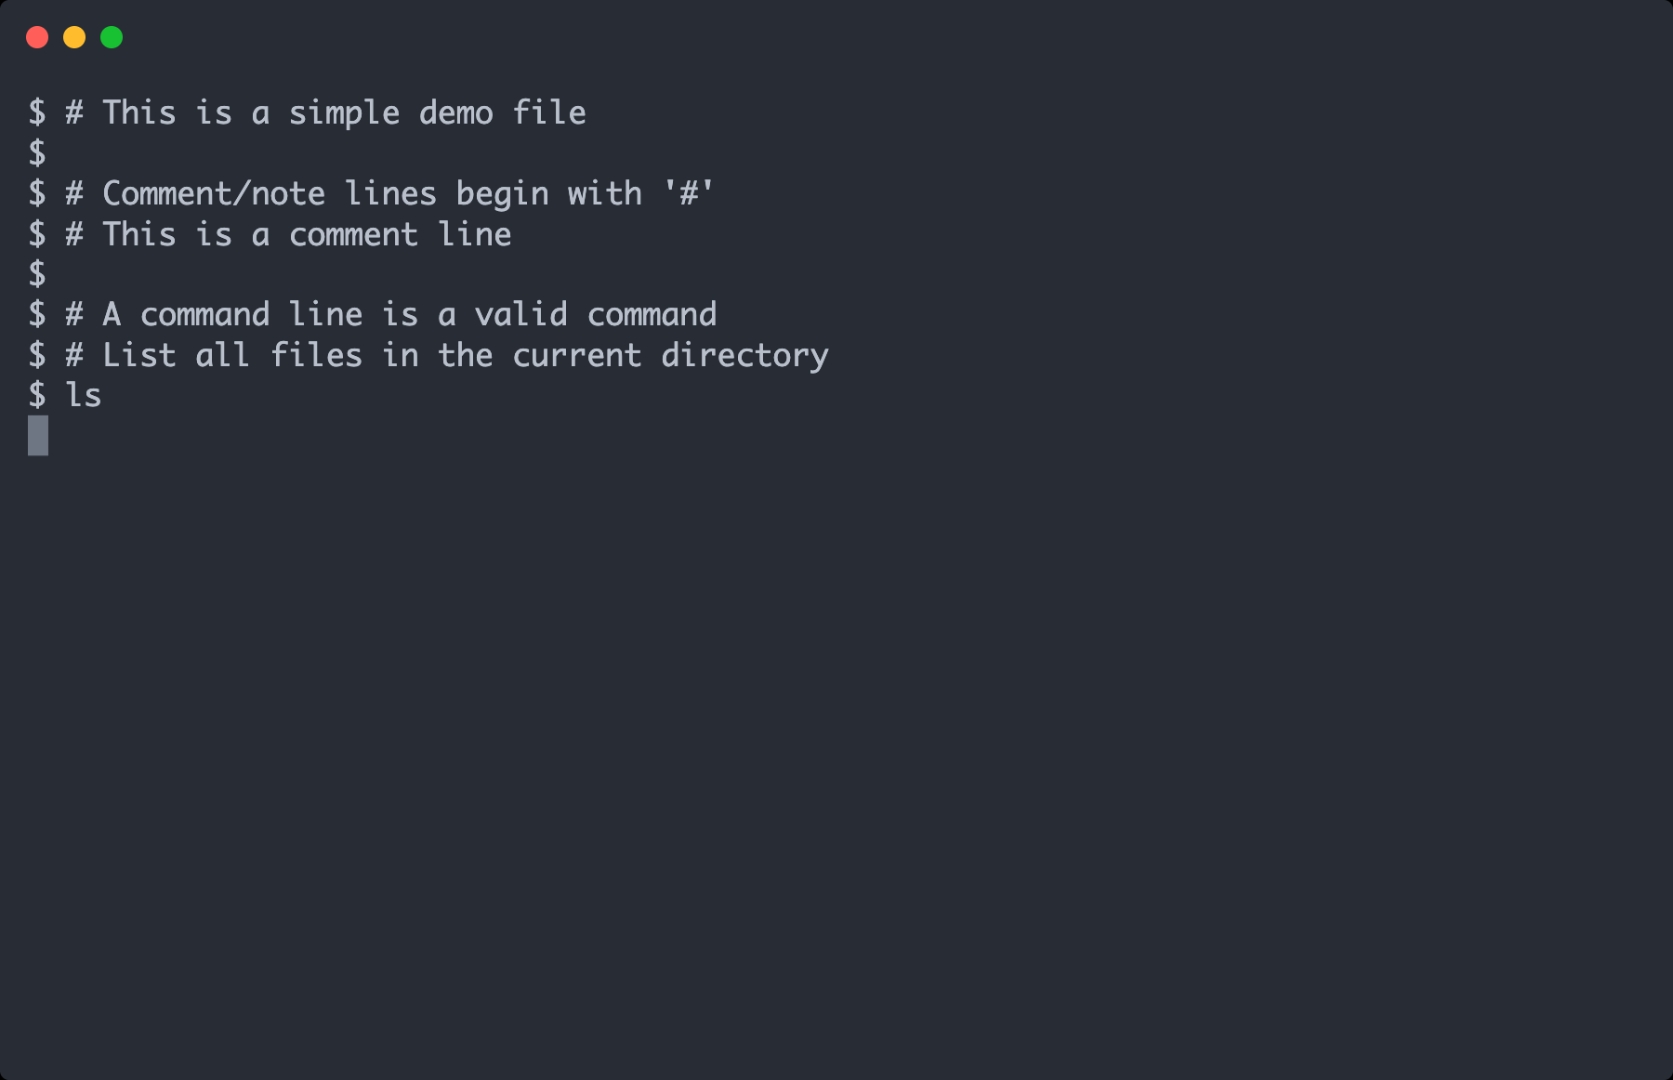 $ # This is a simple demo file
$
$ # Comment/note lines begin with '#'
$ # This is a comment line
$
$ # A command line is a valid command
$ # List all files in the current directory
$ ls